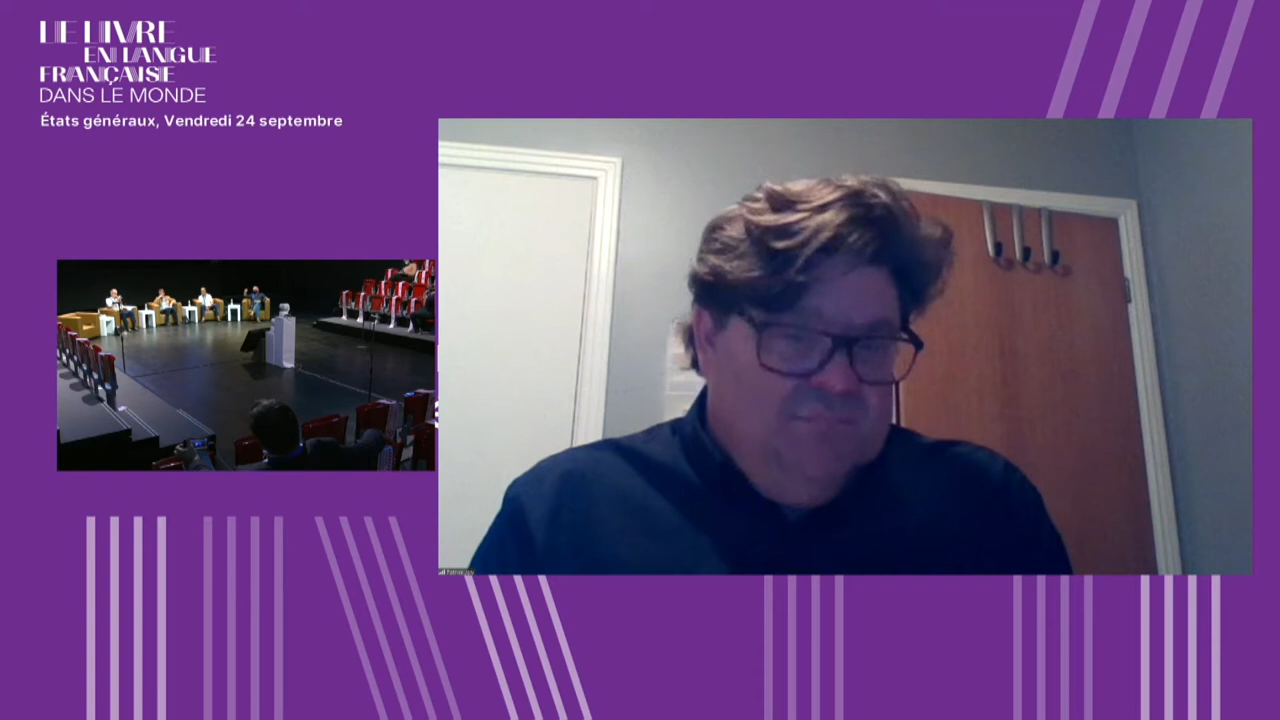 LE LIVRE
EN LANGUE
FRANÇAISE
DANS LE MONDE
États généraux, Vendredi 24 septembre